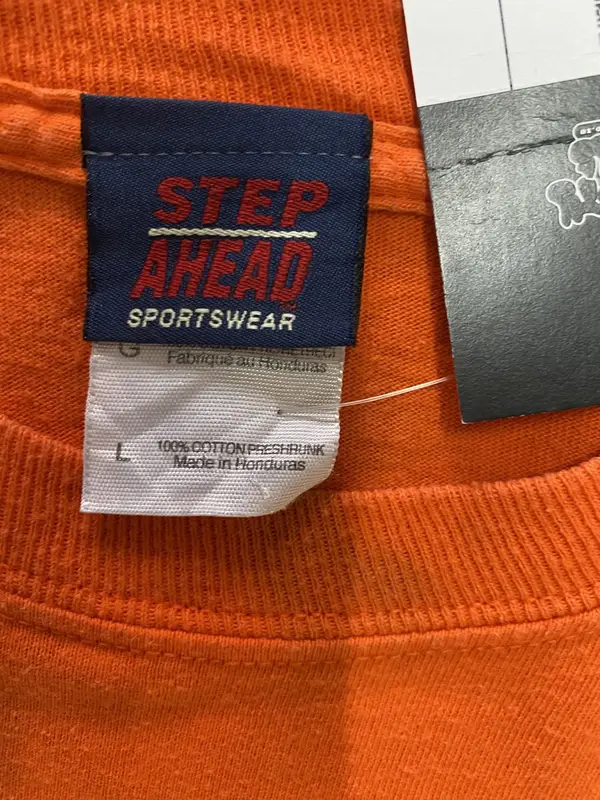 STEP
AHEAD
SPORTSWEAR
G
Fabriqué au Honduras
L 100% COTTON PRESHRUNK
Made in Honduras